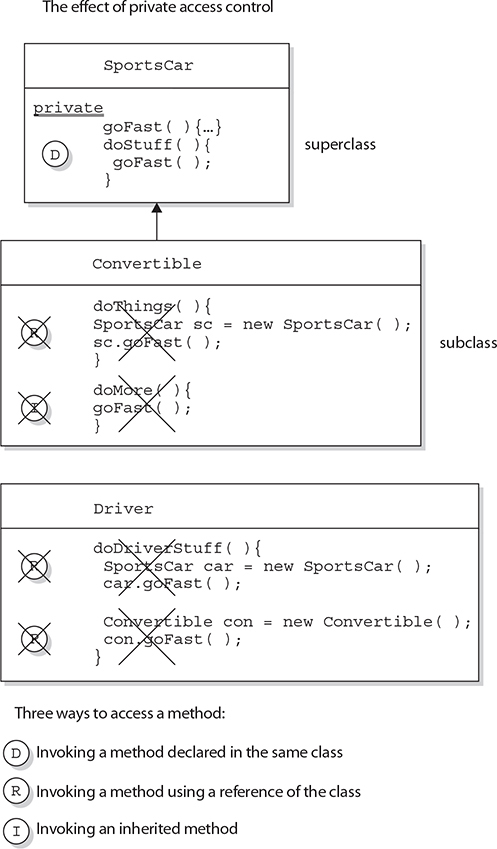 The effect of private access control
SportsCar
private
goFast( ){…}
D
doStuff( ){
goFast( );
}
superclass
Convertible
doThings( ){
R
SportsCar sc = new SportsCar( );
sc.goFast( );
}
subclass
doMore( ){
I
goFast( );
}
Driver
doDriverStuff( ){
R
SportsCar car = new SportsCar( );
car.goFast( );
Convertible con = new Convertible( );
R
con.goFast( );
}
Three ways to access a method:
D Invoking a method declared in the same class
R Invoking a method using a reference of the class
I Invoking an inherited method